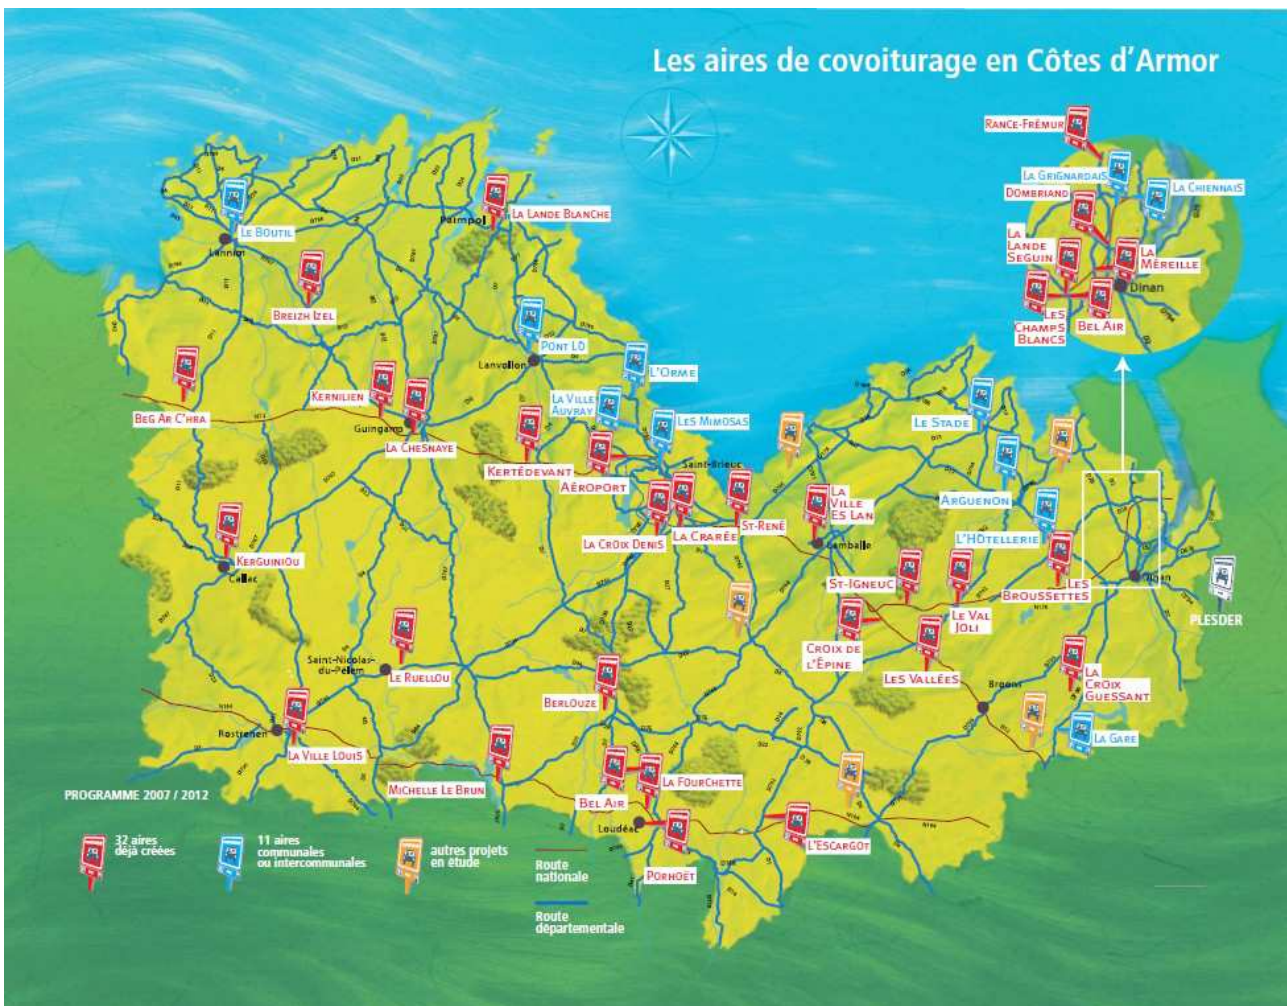 Les aires de covoiturage en Côtes d'Armor
RANCE-FRÉMUR
LA GRIGNARDAIS
LA CHIENNAIS
DOMBRIAND
LA
LANDE
SEGUIN
LA
MÉREILLE
Dinan
LES
CHAMPS
BLANCS
BEL AIR
Paimpol
LA LANDE BLANCHE
LE BOUTIL
Lannion
BREIZH IZEL
PONT LO
Lanvollon
L'ORME
BEG AR C'HRA
KERNILIEN
Guingamp
LA CHESNAYE
LA VILLE
AUVRAY
LES MIMOSAS
KERTÉDEVANT
AÉROPORT
Saint-Brieuc
LE STADE
ARGUENON
L'HÔTELLERIE
LA CROIX DENIS
LA CRARÉE
ST-RENÉ
LA
VILLE
ES LAN
Lamballe
KERGUINIOU
Callac
ST-IGNEUC
LE VAL
JOLI
LES
BROUSSETTES
Dinan
PLESDER
CROIX DE
L'ÉPINE
LES VALLÉES
Saint-Nicolas-
du-Pélem
LE RUELLOU
BERLOUZE
Broons
LA
CROIX
GUESSANT
LA GARE
Rostrenen
LA VILLE LOUIS
MICHELLE LE BRUN
BEL AIR
LA FOURCHETTE
Loudéac
PORHOËT
L'ESCARGOT
PROGRAMME 2007 / 2012
32 aires
déjà créées
11 aires
communales
ou intercommunales
autres projets
en étude
Route
nationale
Route
départementale